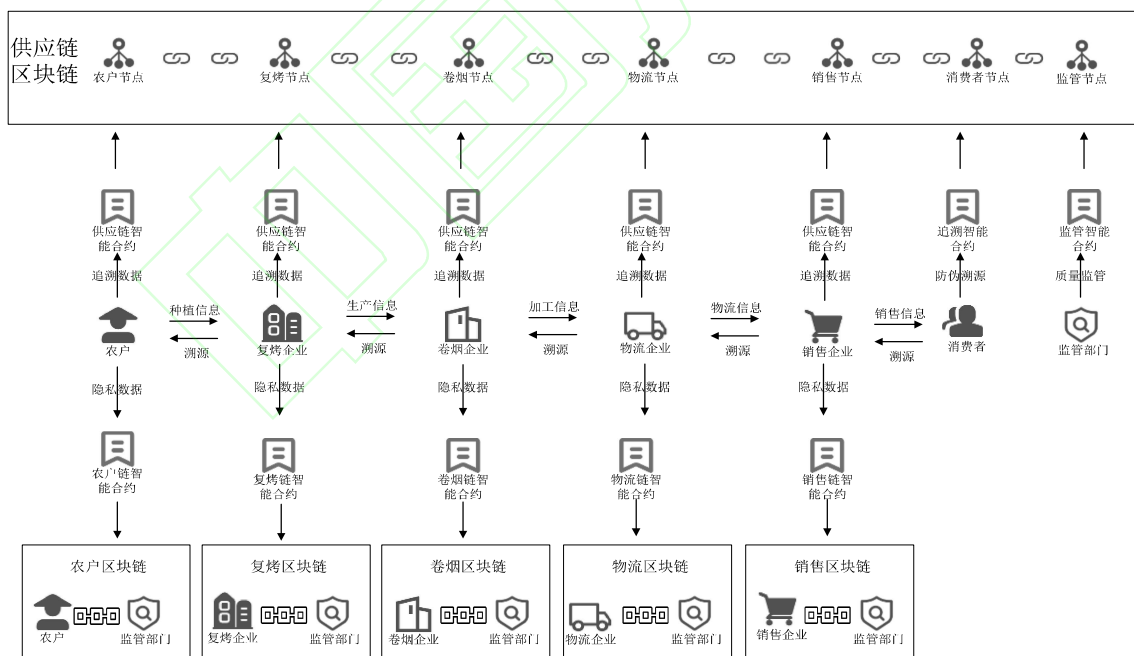 供应链
区块链
农户节点
复烤节点
卷烟节点
物流节点
销售节点
消费者节点
监管节点
供应链智
能合约
供应链智
能合约
供应链智
能合约
供应链智
能合约
供应链智
能合约
追溯智能
合约
监管智能
合约
追溯数据
追溯数据
追溯数据
追溯数据
追溯数据
防伪溯源
质量监管
种植信息
生产信息
加工信息
物流信息
销售信息
农户
溯源
复烤企业
溯源
卷烟企业
溯源
物流企业
溯源
销售企业
溯源
消费者
监管部门
隐私数据
隐私数据
隐私数据
隐私数据
隐私数据
农户链智
能合约
复烤链智
能合约
卷烟链智
能合约
物流链智
能合约
销售链智
能合约
农户区块链
复烤区块链
卷烟区块链
物流区块链
销售区块链
农户
监管部门
复烤企业
监管部门
卷烟企业
监管部门
物流企业
监管部门
销售企业
监管部门